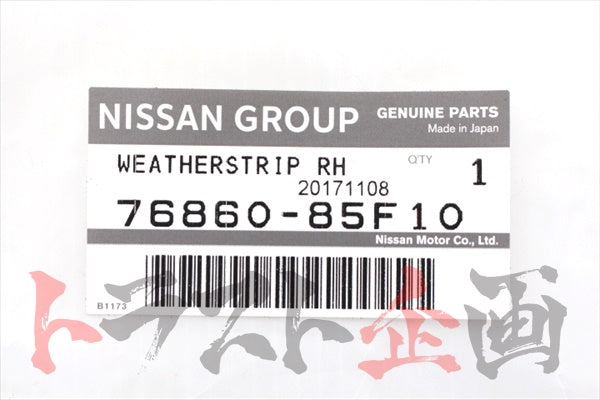 NISSAN GROUP
GENUINE PARTS
Made in Japan
WEATHERSTRIP RH
Q'TY
1
20171108
76860-85F10
Nissan Motor Co., Ltd.
B1173
トラスト企画